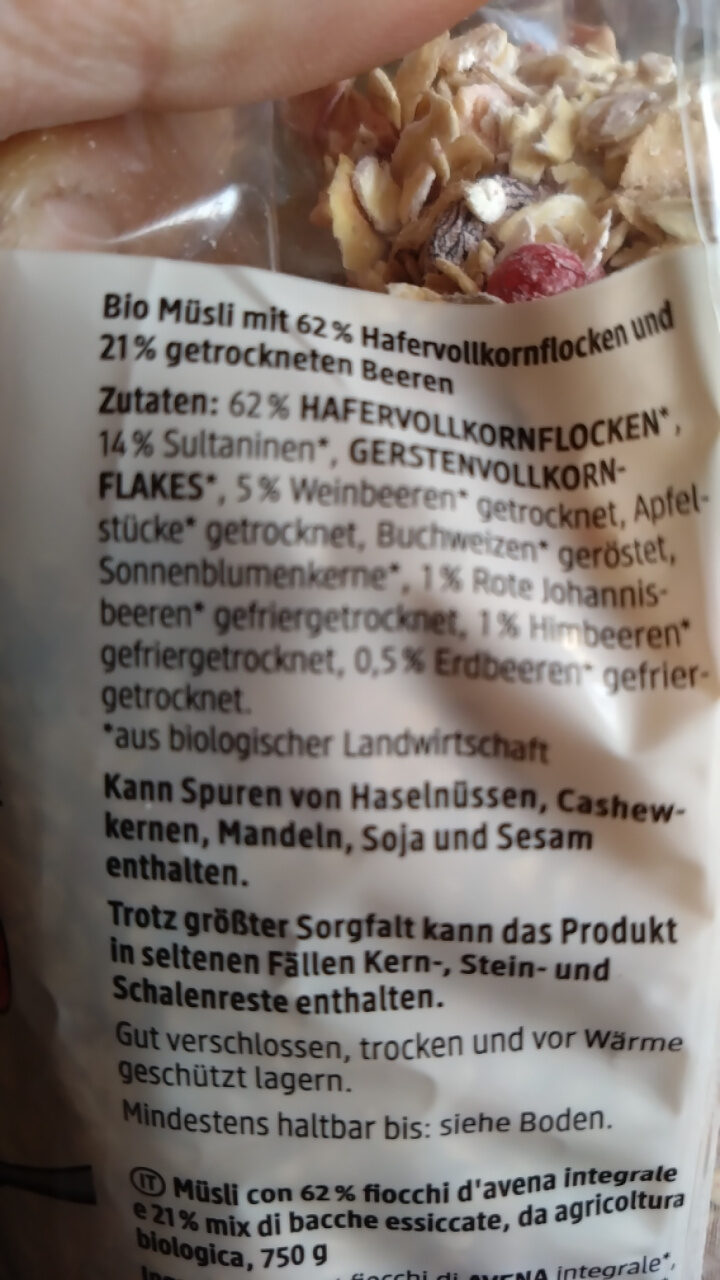 Bio Müsli mit 62% Hafervollkornflocken und
21% getrockneten Beeren
Zutaten: 62% HAFERVOLLKORNFLOCKEN*,
14% Sultaninen*, GERSTENVOLLKORN-
FLAKES*, 5% Weinbeeren* getrocknet, Apfel-
stücke* getrocknet, Buchweizen* geröstet,
Sonnenblumenkerne*, 1% Rote Johannis-
beeren* gefriergetrocknet, 1% Himbeeren*
gefriergetrocknet, 0,5% Erdbeeren* gefrier-
getrocknet.
*aus biologischer Landwirtschaft
Kann Spuren von Haselnüssen, Cashew-
kernen, Mandeln, Soja und Sesam
enthalten.
Trotz größter Sorgfalt kann das Produkt
in seltenen Fällen Kern-, Stein- und
Schalenreste enthalten.
Gut verschlossen, trocken und vor Wärme
geschützt lagern.
Mindestens haltbar bis: siehe Boden.
IT Müsli con 62% fiocchi d'avena integrale
e 21% mix di bacche essiccate, da agricoltura
biologica, 750 g
fiocchi di AVENA integrale*,